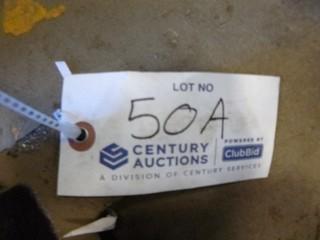 LOT NO
50A
CENTURY AUCTIONS
POWERED BY
ClubBid
A DIVISION OF CENTURY SERVICES